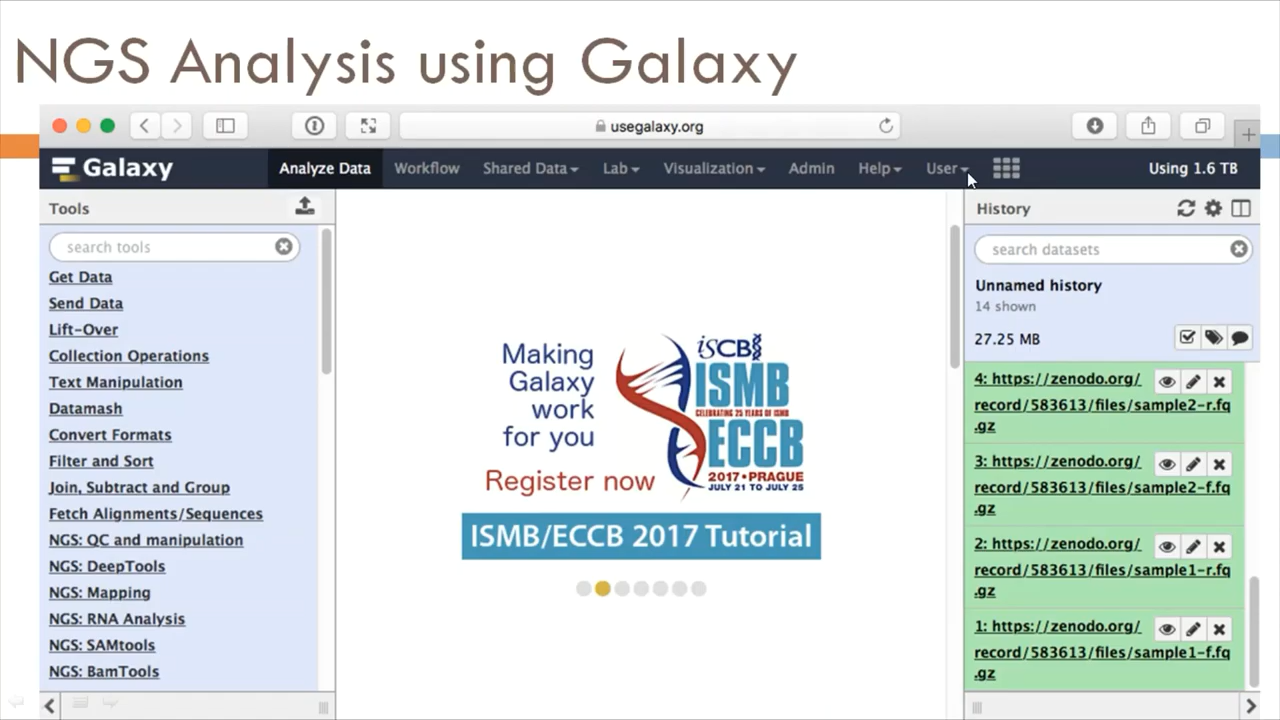 NGS Analysis using Galaxy
usegalaxy.org
Galaxy
Analyze Data
Workflow
Shared Data
Lab
Visualization
Admin
Help
User
Using 1.6 TB
Tools
search tools
Get Data
Send Data
Lift-Over
Collection Operations
Text Manipulation
Datamash
Convert Formats
Filter and Sort
Join, Subtract and Group
Fetch Alignments/Sequences
NGS: QC and manipulation
NGS: DeepTools
NGS: Mapping
NGS: RNA Analysis
NGS: SAMtools
NGS: BamTools
Making
Galaxy
work
for you
Register now
ISCB
ISMB
CELEBRATING 25 YEARS OF ISMB
ECCB
2017•PRAGUE
JULY 21 TO JULY 25
ISMB/ECCB 2017 Tutorial
History
search datasets
Unnamed history
14 shown
27.25 MB
4: https://zenodo.org/
record/583613/files/sample2-r.fq
.gz
3: https://zenodo.org/
record/583613/files/sample2-f.fq
.gz
2: https://zenodo.org/
record/583613/files/sample1-r.fq
.gz
1: https://zenodo.org/
record/583613/files/sample1-f.fq
.gz